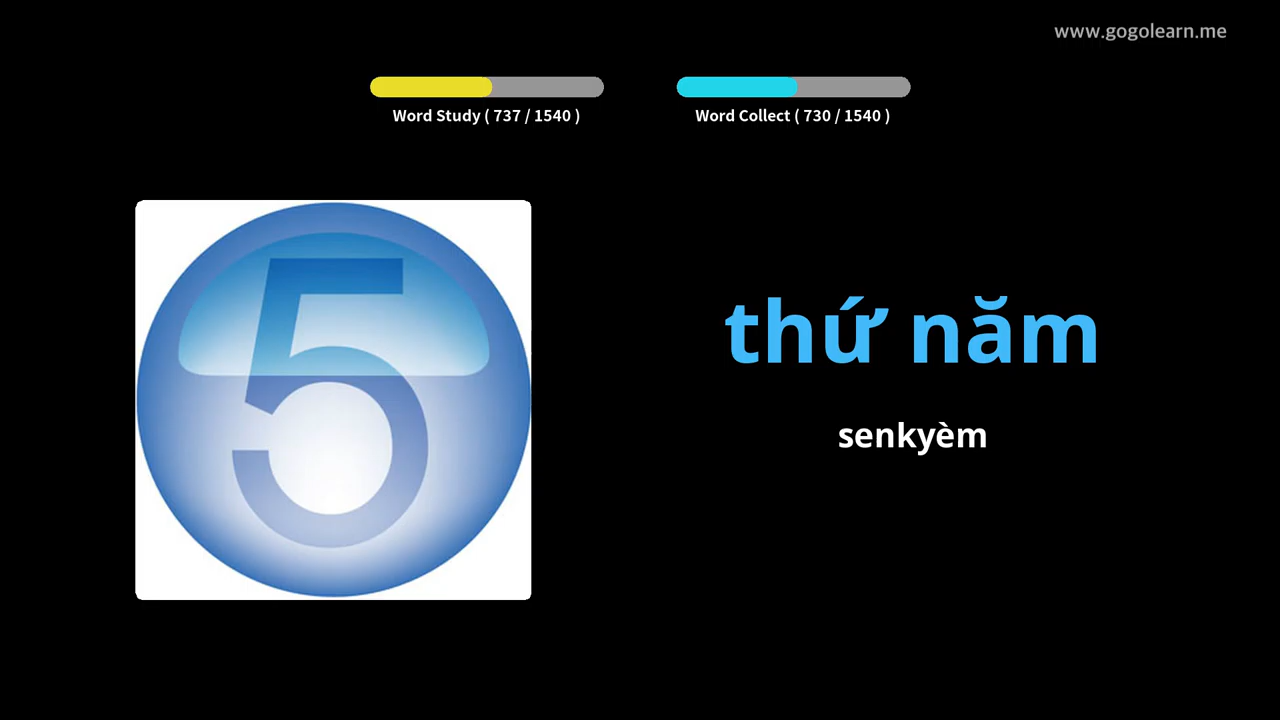 www.gogolearn.me
Word Study ( 737 / 1540 )
Word Collect ( 730 / 1540 )
5
thứ năm
senkyèm